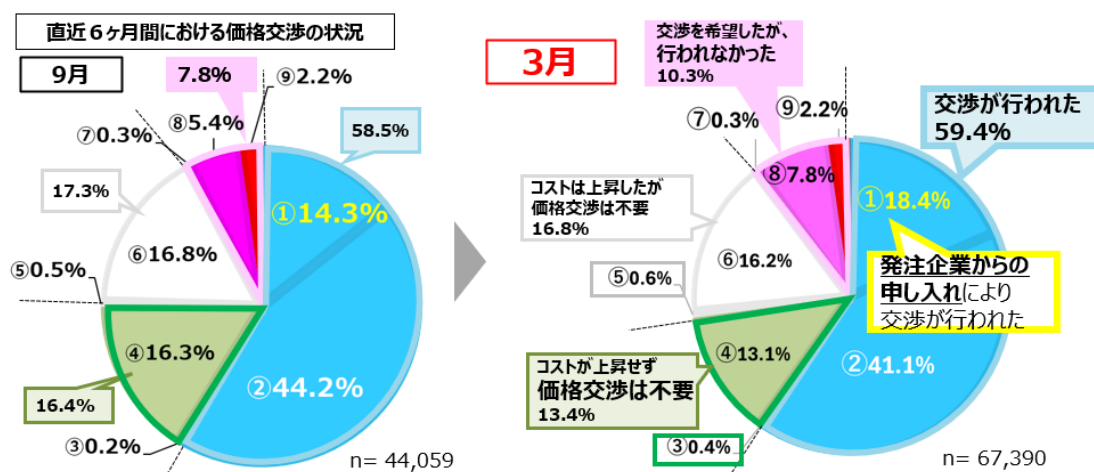 直近６ヶ月間における価格交渉の状況
9月
7.8%
⑨2.2%
⑧5.4%
⑦0.3%
58.5%
17.3%
①14.3%
⑥16.8%
⑤0.5%
④16.3%
②44.2%
16.4%
③0.2%
n= 44,059
3月
交渉を希望したが、
行われなかった
10.3%
⑨2.2%
⑦0.3%
交渉が行われた
59.4%
⑧7.8%
①18.4%
コストは上昇したが
価格交渉は不要
16.8%
⑥16.2%
発注企業からの
申し入れにより
交渉が行われた
⑤0.6%
④13.1%
②41.1%
コストが上昇せず
価格交渉は不要
13.4%
③0.4%
n= 67,390